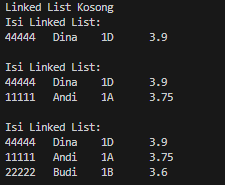 Linked List Kosong
Isi Linked List:
44444 Dina 1D 3.9
Isi Linked List:
44444 Dina 1D 3.9
11111 Andi 1A 3.75
Isi Linked List:
44444 Dina 1D 3.9
11111 Andi 1A 3.75
22222 Budi 1B 3.6